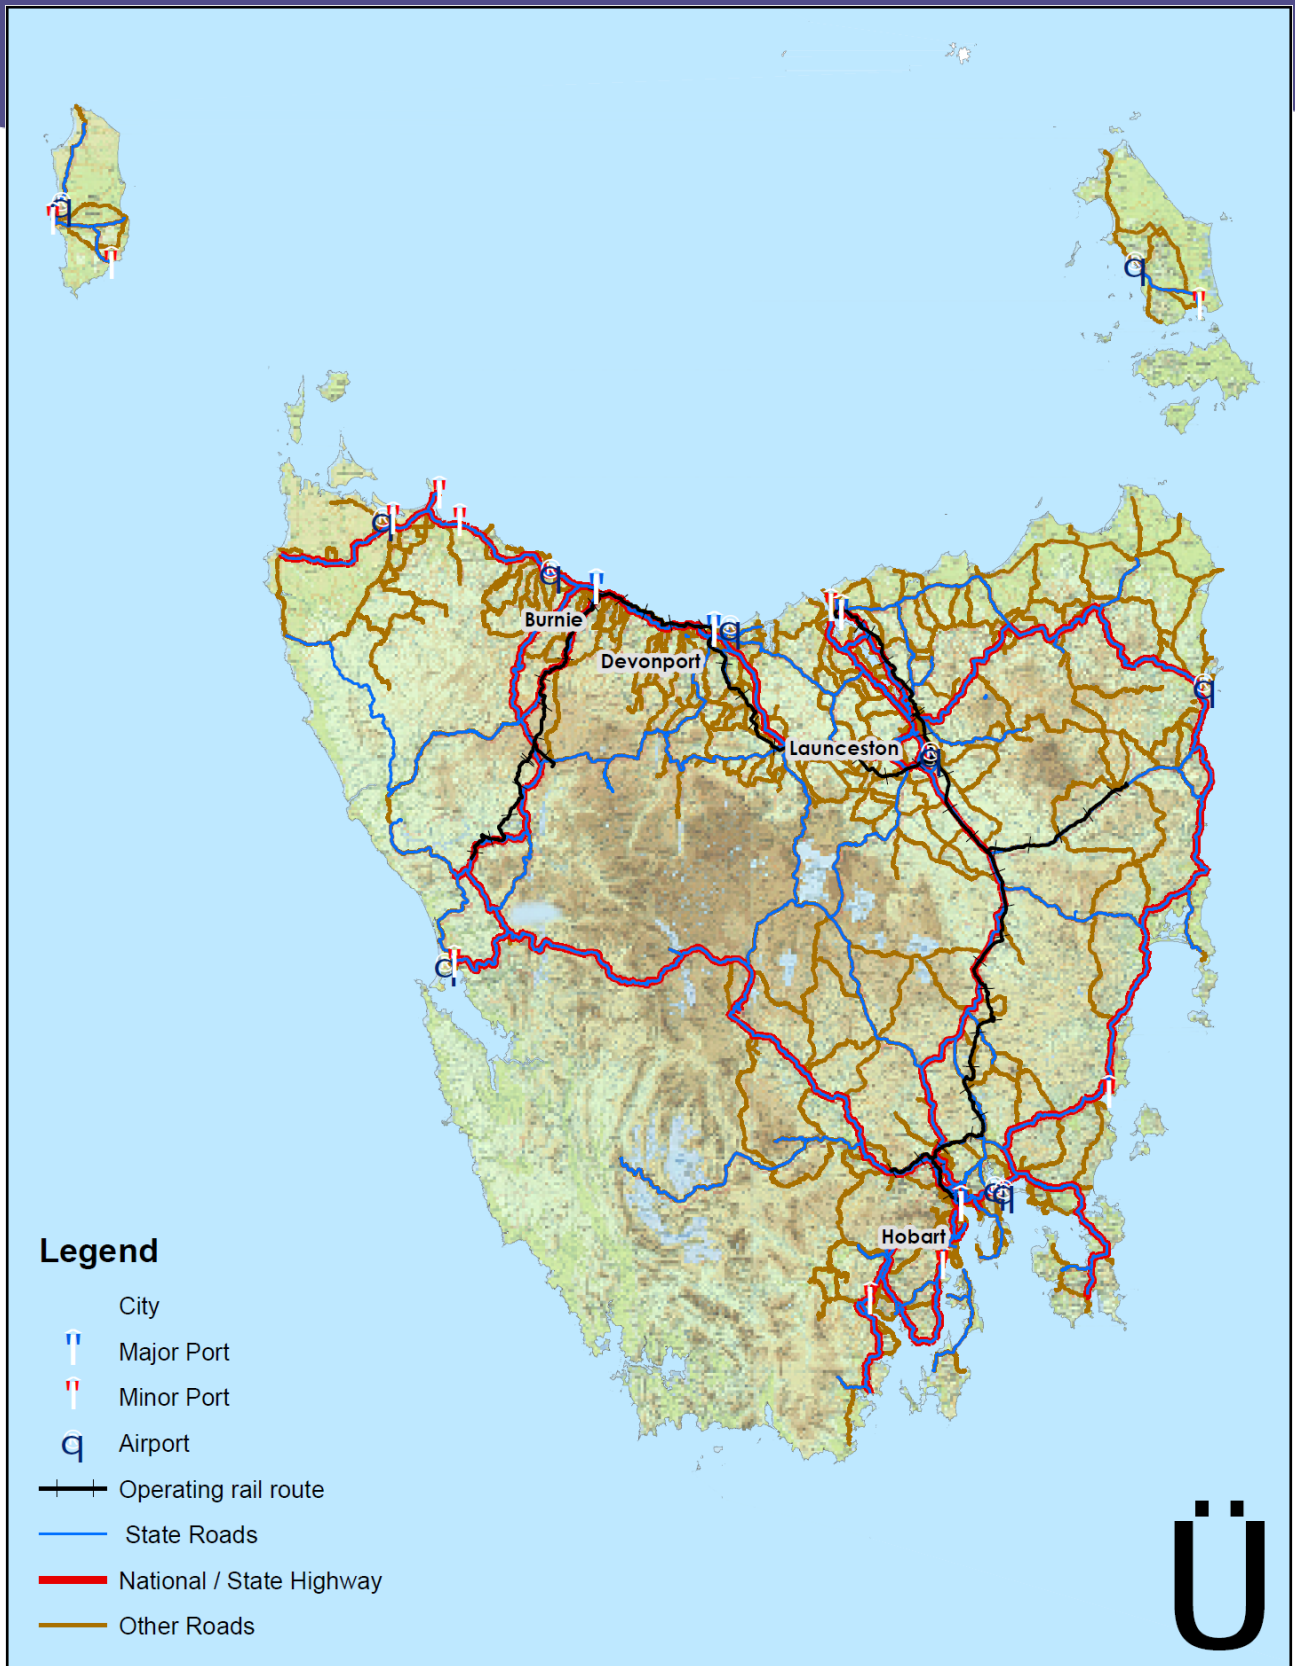 Burnie
Devonport
Launceston
Hobart
Legend
City
Major Port
Minor Port
q Airport
Operating rail route
State Roads
National / State Highway
Other Roads
Ü